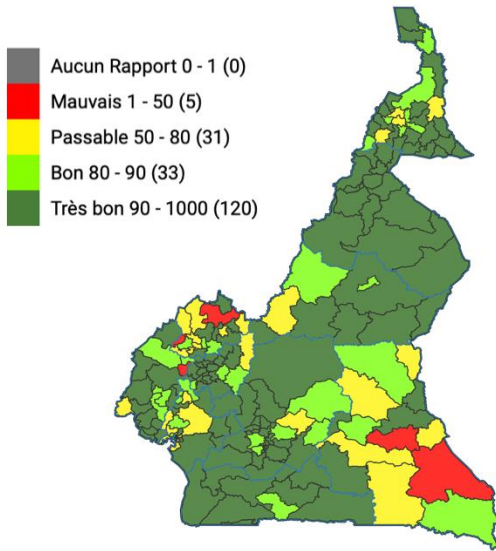 Aucun Rapport 0 - 1 (0)
Mauvais 1 - 50 (5)
Passable 50 - 80 (31)
Bon 80 - 90 (33)
Très bon 90 - 1000 (120)